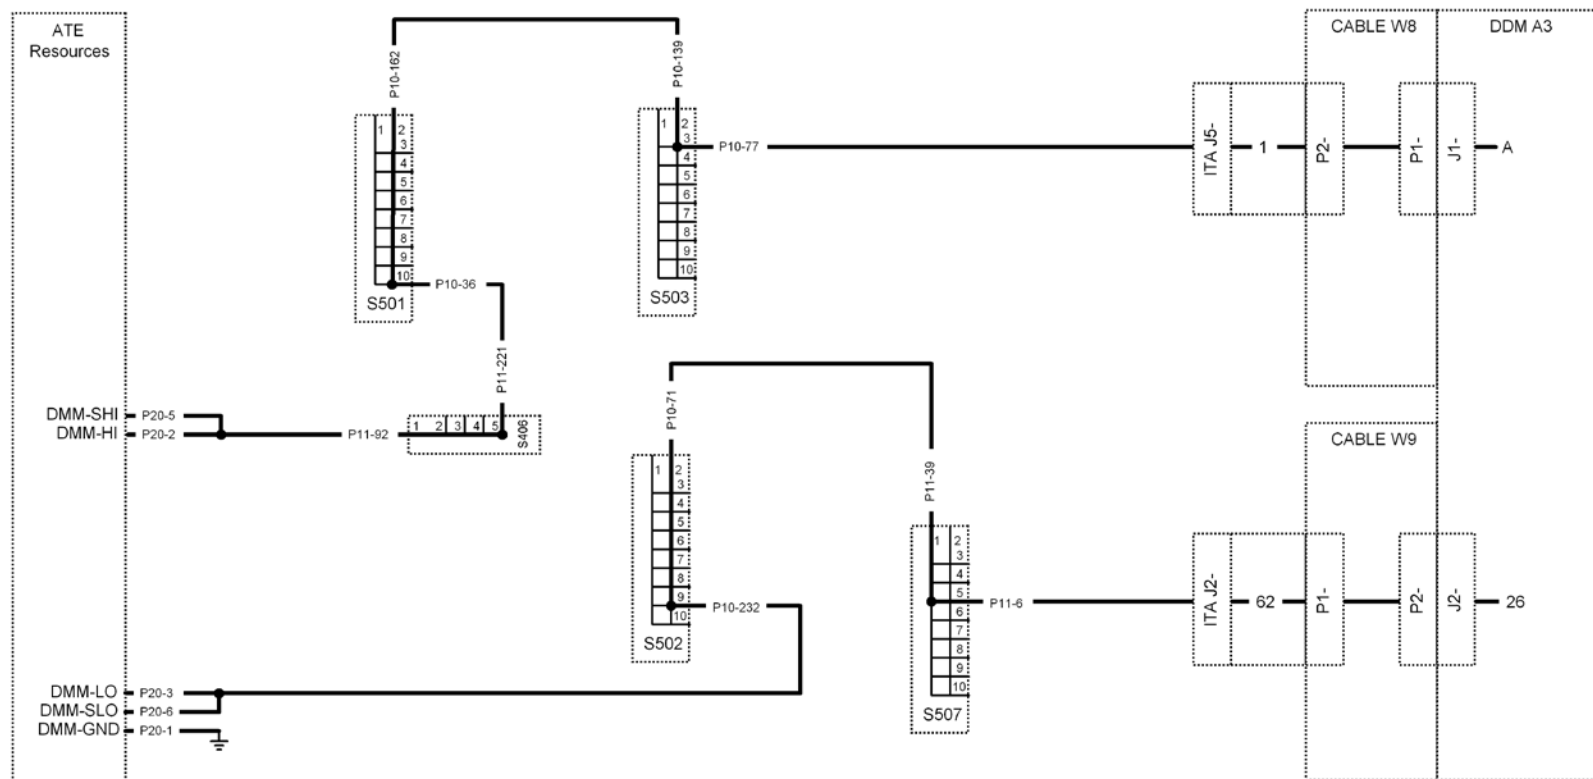 ATE
Resources
CABLE W8
DDM A3
P10-162
P10-139
1 2
3
4
5
6
7
8
9
10
S501
1 2
3
4
5
6
7
8
9
10
S503
P10-77
ITA J5-
1
P2-
P1-
J1-
A
P10-36
P11-221
DMM-SHI P20-5
DMM-HI P20-2
P11-92
1 2 3 4 5
S406
P10-71
P11-39
CABLE W9
1 2
3
4
5
6
7
8
9
10
S502
P10-232
1 2
3
4
5
6
7
8
9
10
S507
P11-6
ITA J2-
62
P1-
P2-
J2-
26
DMM-LO P20-3
DMM-SLO P20-6
DMM-GND P20-1